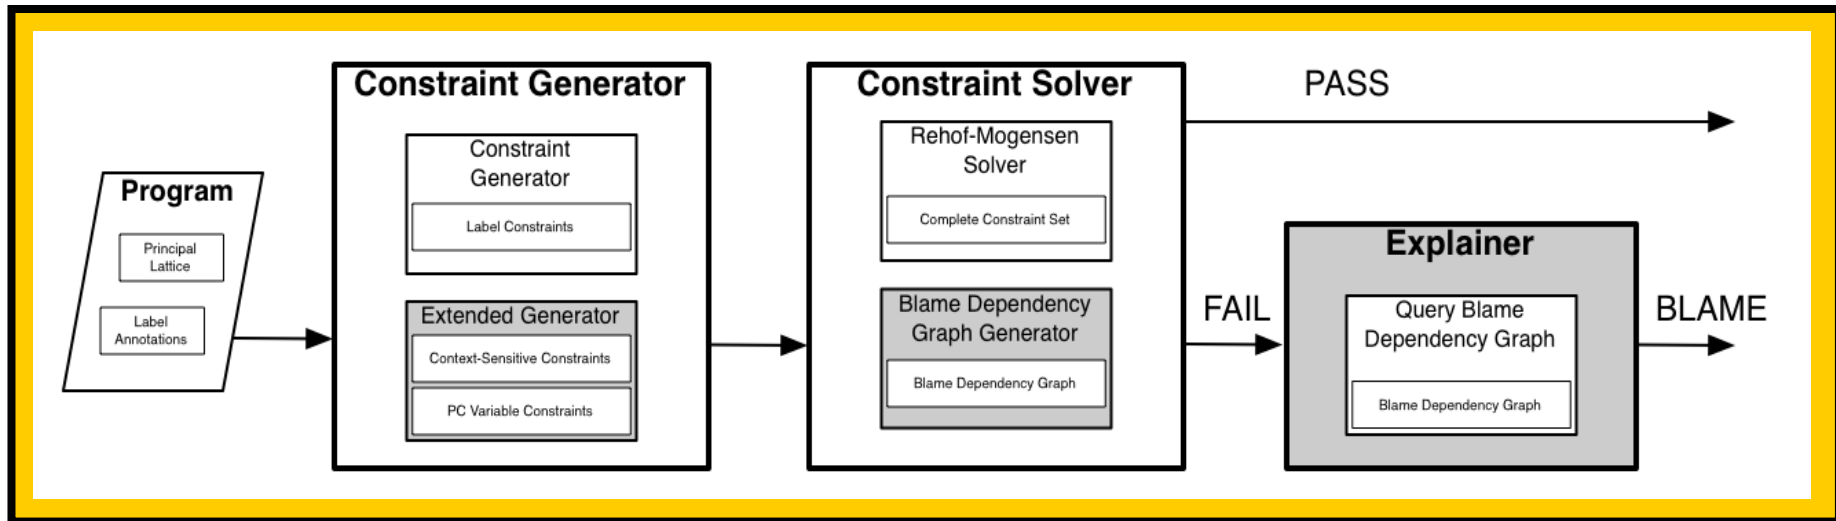 Program
Principal
Lattice
Label
Annotations
Constraint Generator
Constraint
Generator
Label Constraints
Extended Generator
Context-Sensitive Constraints
PC Variable Constraints
Constraint Solver
Rehof-Mogensen
Solver
Complete Constraint Set
Blame Dependency
Graph Generator
Blame Dependency Graph
PASS
FAIL
Explainer
Query Blame
Dependency Graph
Blame Dependency Graph
BLAME